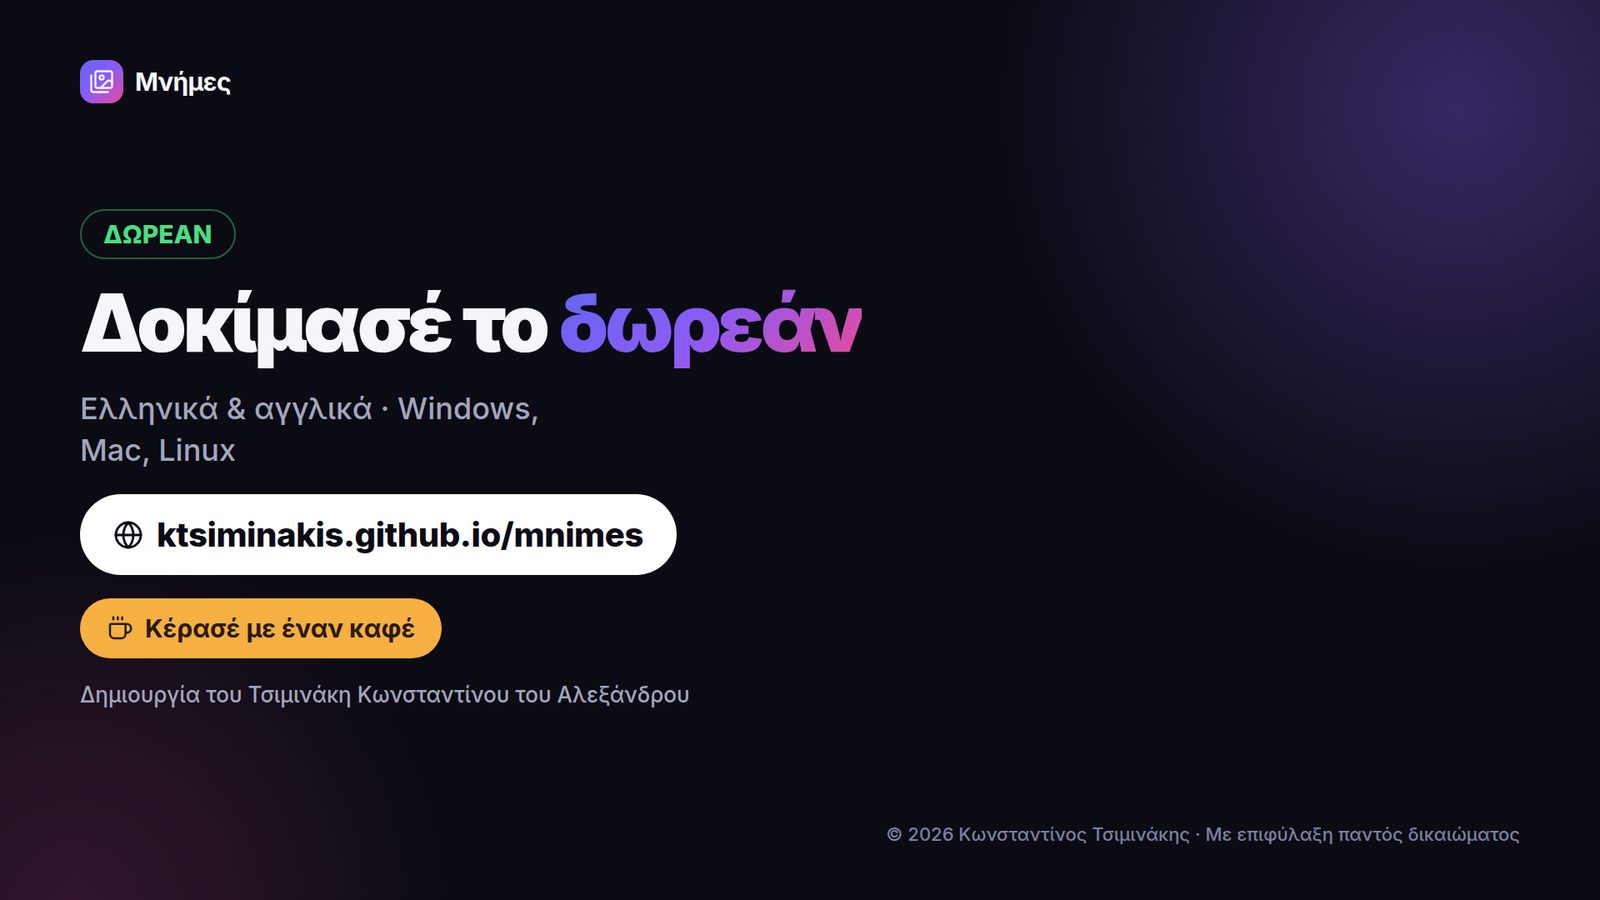 Μνήμες
ΔΩΡΕΑΝ
Δοκίμασέ το δωρεάν
Ελληνικά & αγγλικά · Windows,
Mac, Linux
ktsiminakis.github.io/mnimes
Κέρασέ με έναν καφέ
Δημιουργία του Τσιμινάκη Κωνσταντίνου του Αλεξάνδρου
© 2026 Κωνσταντίνος Τσιμινάκης · Με επιφύλαξη παντός δικαιώματος